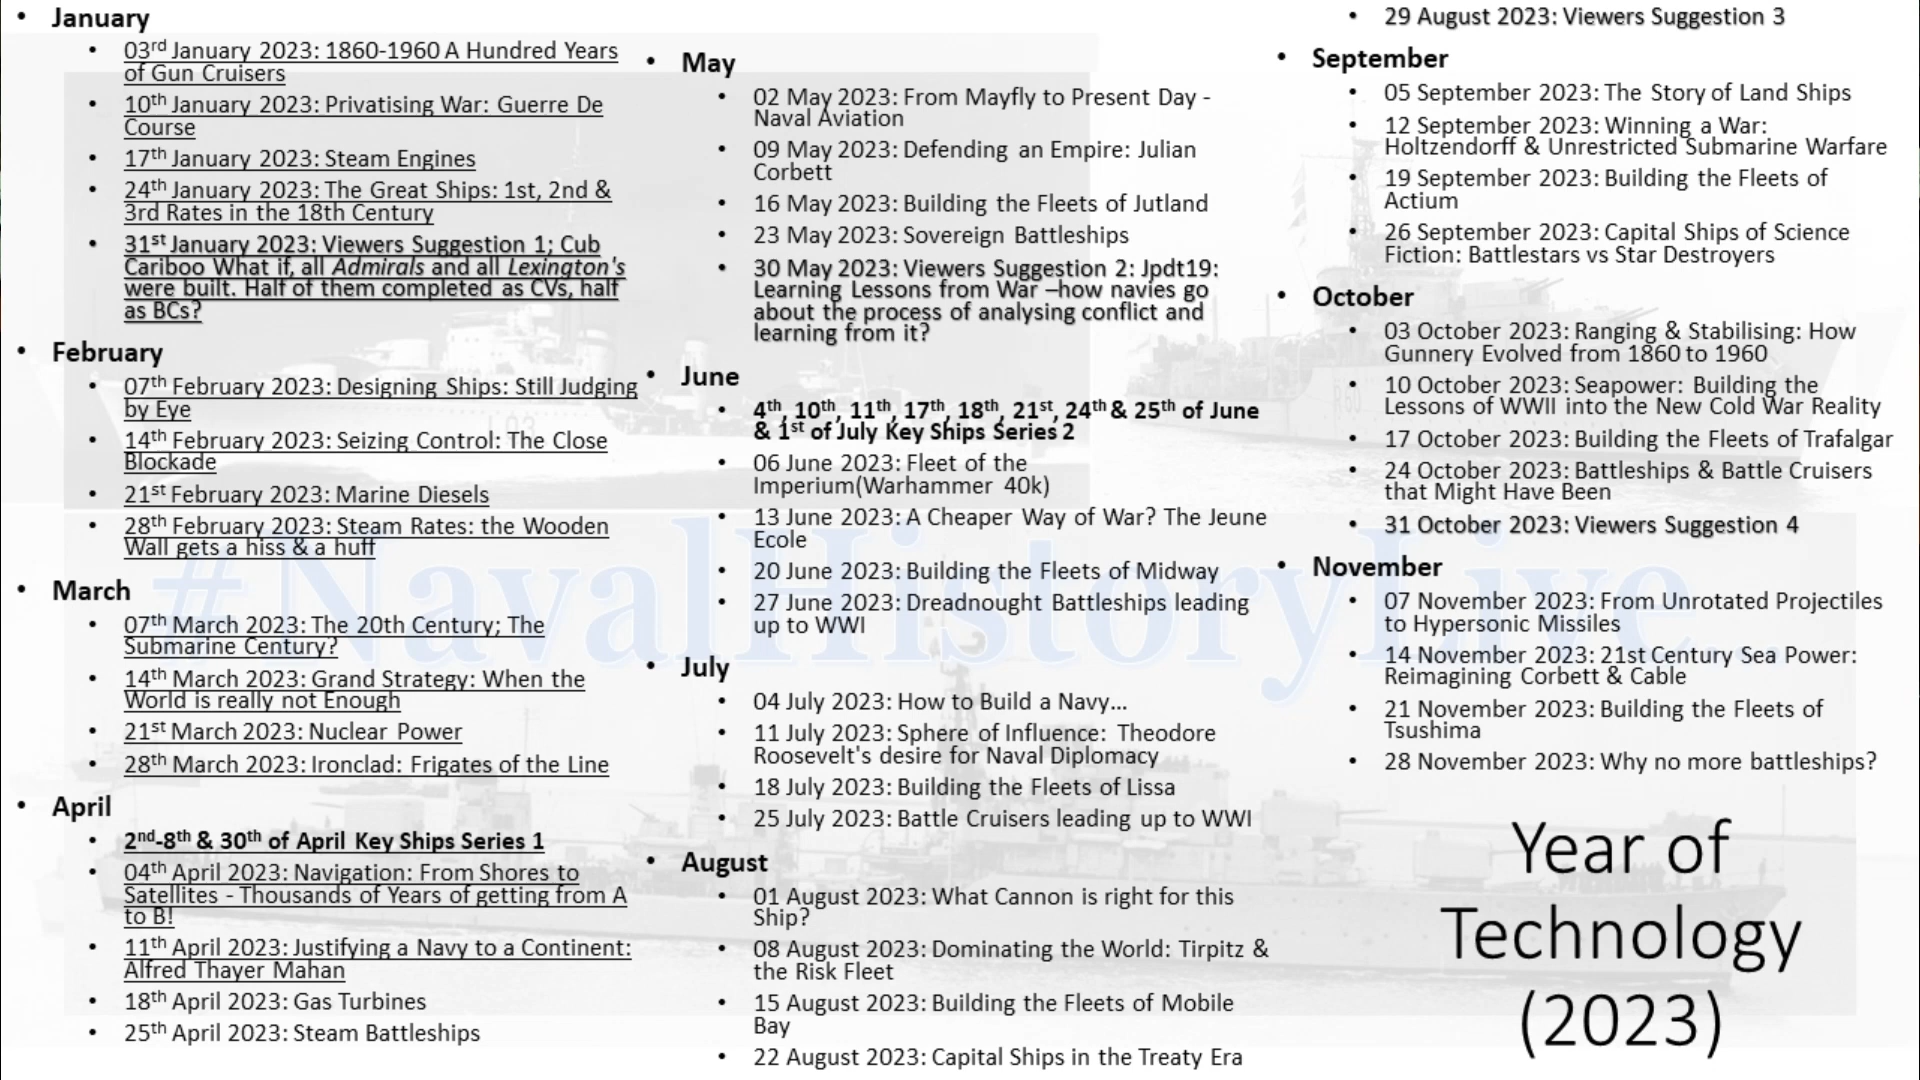 January
03rd January 2023: 1860-1960 A Hundred Years
of Gun Cruisers
10th January 2023: Privatising War: Guerre De
Course
17th January 2023: Steam Engines
24th January 2023: The Great Ships: 1st, 2nd &
3rd Rates in the 18th Century
31st January 2023: Viewers Suggestion 1; Cub
Cariboo What if, all Admirals and all Lexington's
were built. Half of them completed as CVs, half
as BCs?
February
07th February 2023: Designing Ships: Still Judging
by Eye
14th February 2023: Seizing Control: The Close
Blockade
21st February 2023: Marine Diesels
28th February 2023: Steam Rates: the Wooden
Wall gets a hiss & a huff
March
07th March 2023: The 20th Century; The
Submarine Century?
14th March 2023: Grand Strategy: When the
World is really not Enough
21st March 2023: Nuclear Power
28th March 2023: Ironclad: Frigates of the Line
April
2nd-8th & 30th of April Key Ships Series 1
04th April 2023: Navigation: From Shores to
Satellites - Thousands of Years of getting from A
to B!
11th April 2023: Justifying a Navy to a Continent:
Alfred Thayer Mahan
18th April 2023: Gas Turbines
25th April 2023: Steam Battleships
May
02 May 2023: From Mayfly to Present Day -
Naval Aviation
09 May 2023: Defending an Empire: Julian
Corbett
16 May 2023: Building the Fleets of Jutland
23 May 2023: Sovereign Battleships
30 May 2023: Viewers Suggestion 2: Jpdt19:
Learning Lessons from War –how navies go
about the process of analysing conflict and
learning from it?
June
4th, 10th, 11th, 17th, 18th, 21st, 24th & 25th of June
& 1st of July Key Ships Series 2
06 June 2023: Fleet of the
Imperium(Warhammer 40k)
13 June 2023: A Cheaper Way of War? The Jeune
Ecole
20 June 2023: Building the Fleets of Midway
27 June 2023: Dreadnought Battleships leading
up to WWI
July
04 July 2023: How to Build a Navy...
11 July 2023: Sphere of Influence: Theodore
Roosevelt's desire for Naval Diplomacy
18 July 2023: Building the Fleets of Lissa
25 July 2023: Battle Cruisers leading up to WWI
August
01 August 2023: What Cannon is right for this
Ship?
08 August 2023: Dominating the World: Tirpitz &
the Risk Fleet
15 August 2023: Building the Fleets of Mobile
Bay
22 August 2023: Capital Ships in the Treaty Era
29 August 2023: Viewers Suggestion 3
September
05 September 2023: The Story of Land Ships
12 September 2023: Winning a War:
Holtzendorff & Unrestricted Submarine Warfare
19 September 2023: Building the Fleets of
Actium
26 September 2023: Capital Ships of Science
Fiction: Battlestars vs Star Destroyers
October
03 October 2023: Ranging & Stabilising: How
Gunnery Evolved from 1860 to 1960
10 October 2023: Seapower: Building the
Lessons of WWII into the New Cold War Reality
17 October 2023: Building the Fleets of Trafalgar
24 October 2023: Battleships & Battle Cruisers
that Might Have Been
31 October 2023: Viewers Suggestion 4
November
07 November 2023: From Unrotated Projectiles
to Hypersonic Missiles
14 November 2023: 21st Century Sea Power:
Reimagining Corbett & Cable
21 November 2023: Building the Fleets of
Tsushima
28 November 2023: Why no more battleships?
Year of
Technology
(2023)
#NavalHistoryLive...